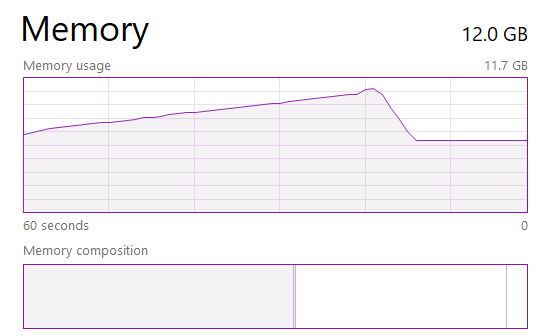 Memory
12.0 GB
Memory usage
11.7 GB
60 seconds
0
Memory composition